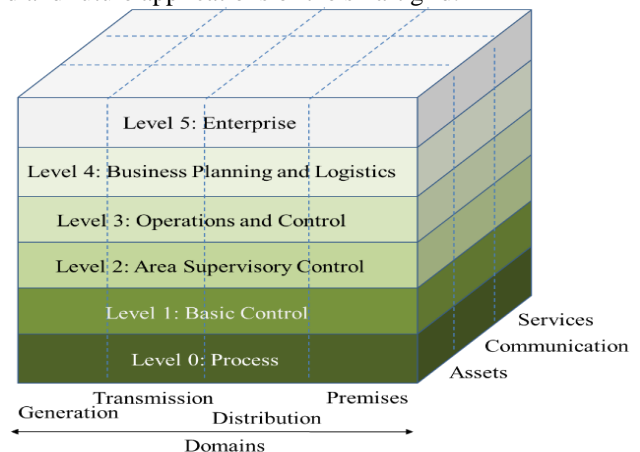 Level 5: Enterprise
Level 4: Business Planning and Logistics
Level 3: Operations and Control
Level 2: Area Supervisory Control
Level 1: Basic Control
Level 0: Process
Services
Communication
Assets
Transmission
Premises
Generation
Distribution
Domains